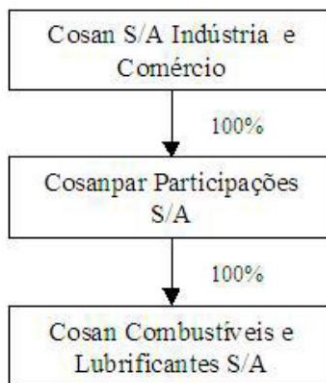 Cosan S/A Indústria e
Comércio
100%
Cosanpar Participações
S/A
100%
Cosan Combustíveis e
Lubrificantes S/A